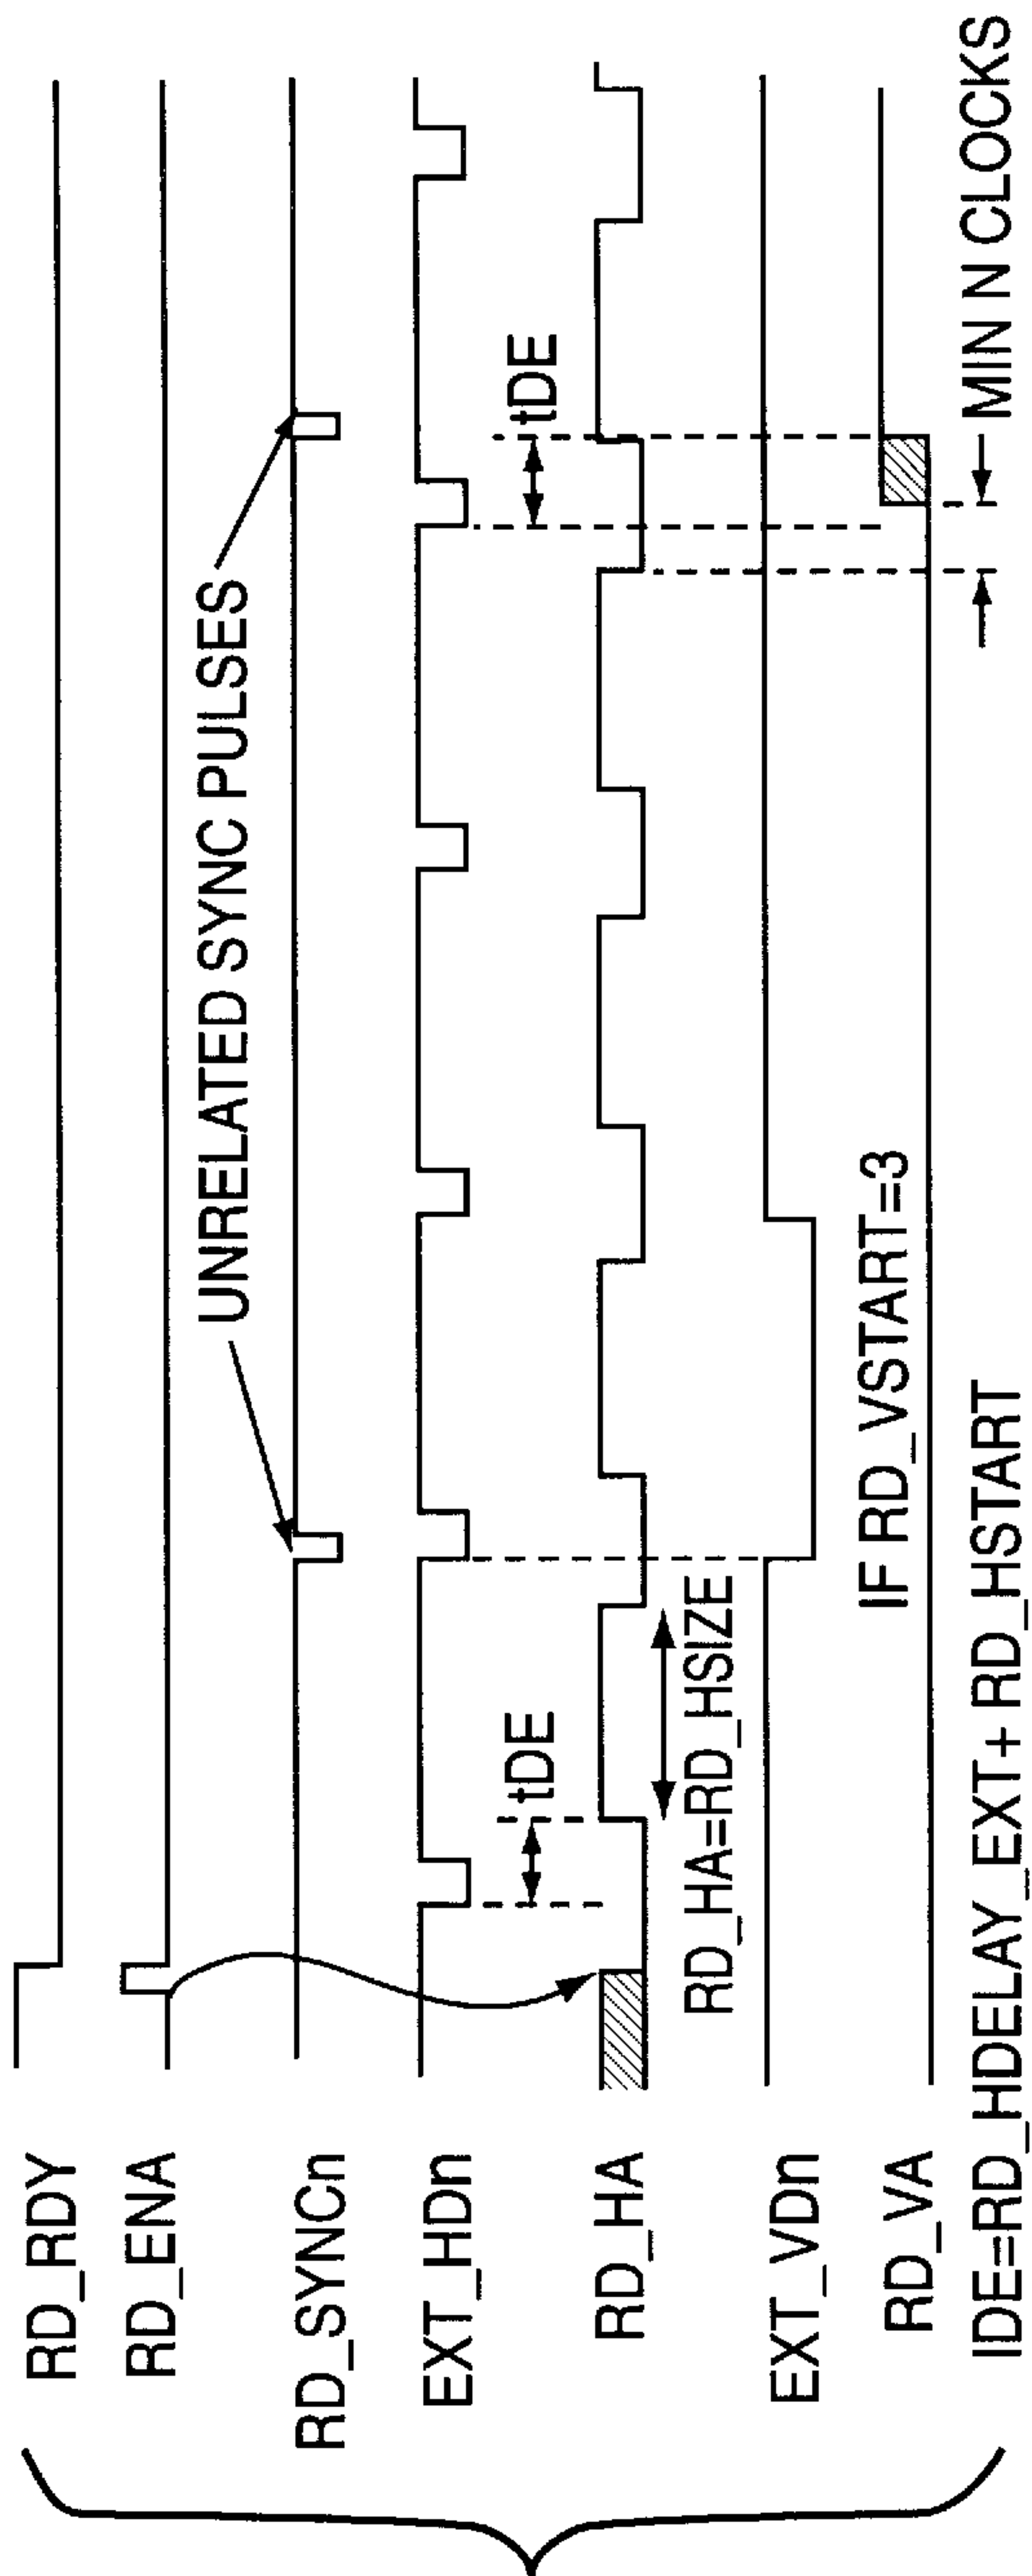 RD_RDY
RD_ENA
UNRELATED SYNC PULSES
RD_SYNCn
EXT_HDn
tDE
tDE
RD_HA
RD_HA=RD_HSIZE
EXT_VDn
IF RD_VSTART=3
RD_VA
IDE=RD_HDELAY_EXT+ RD_HSTART
MIN N CLOCKS